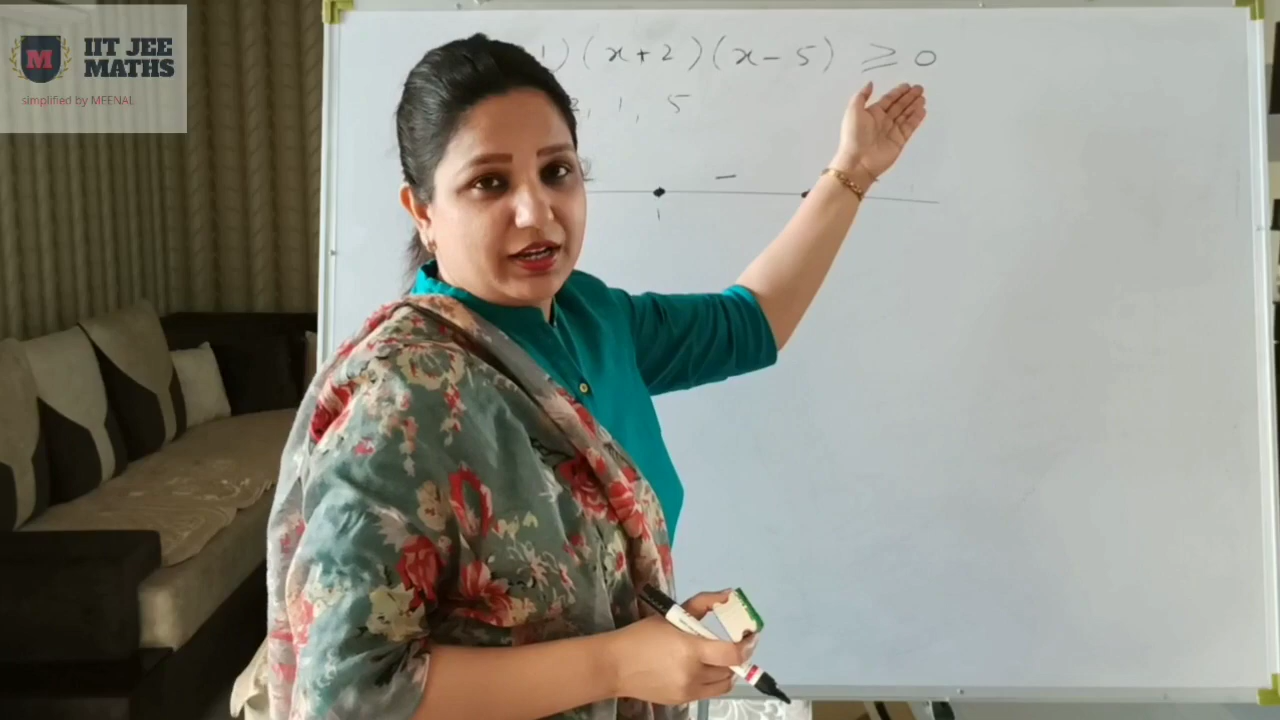 IIT JEE
MATHS
simplified by MEENAL
M
1)(x+2)(x-5) ≥ 0
, 1, 5
−
1